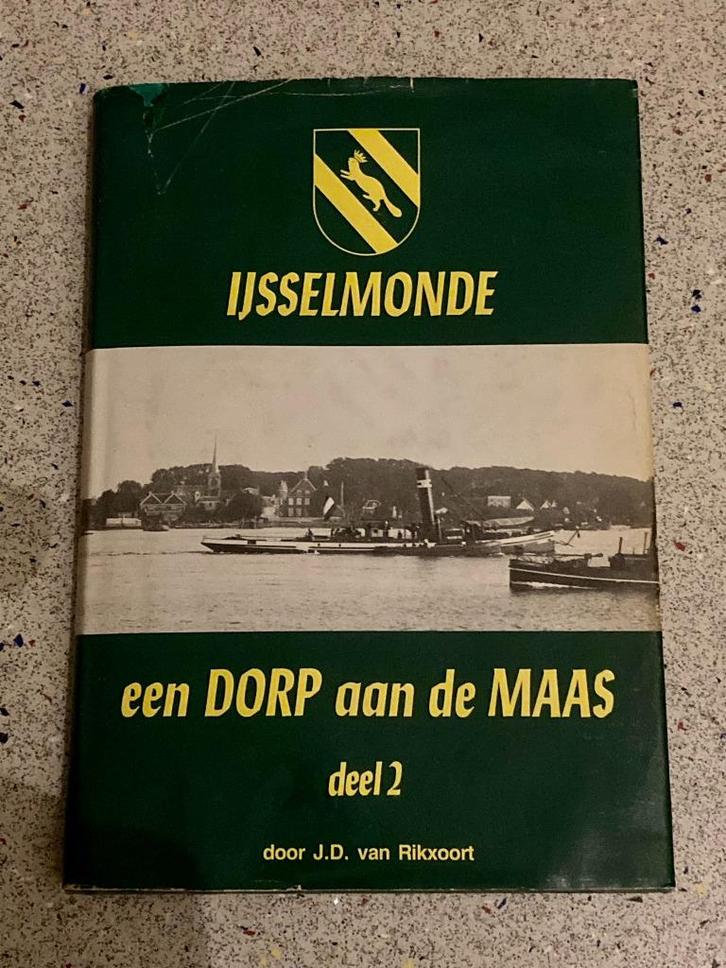 IJSSELMONDE
een DORP aan de MAAS
deel 2
door J.D. van Rikxoort